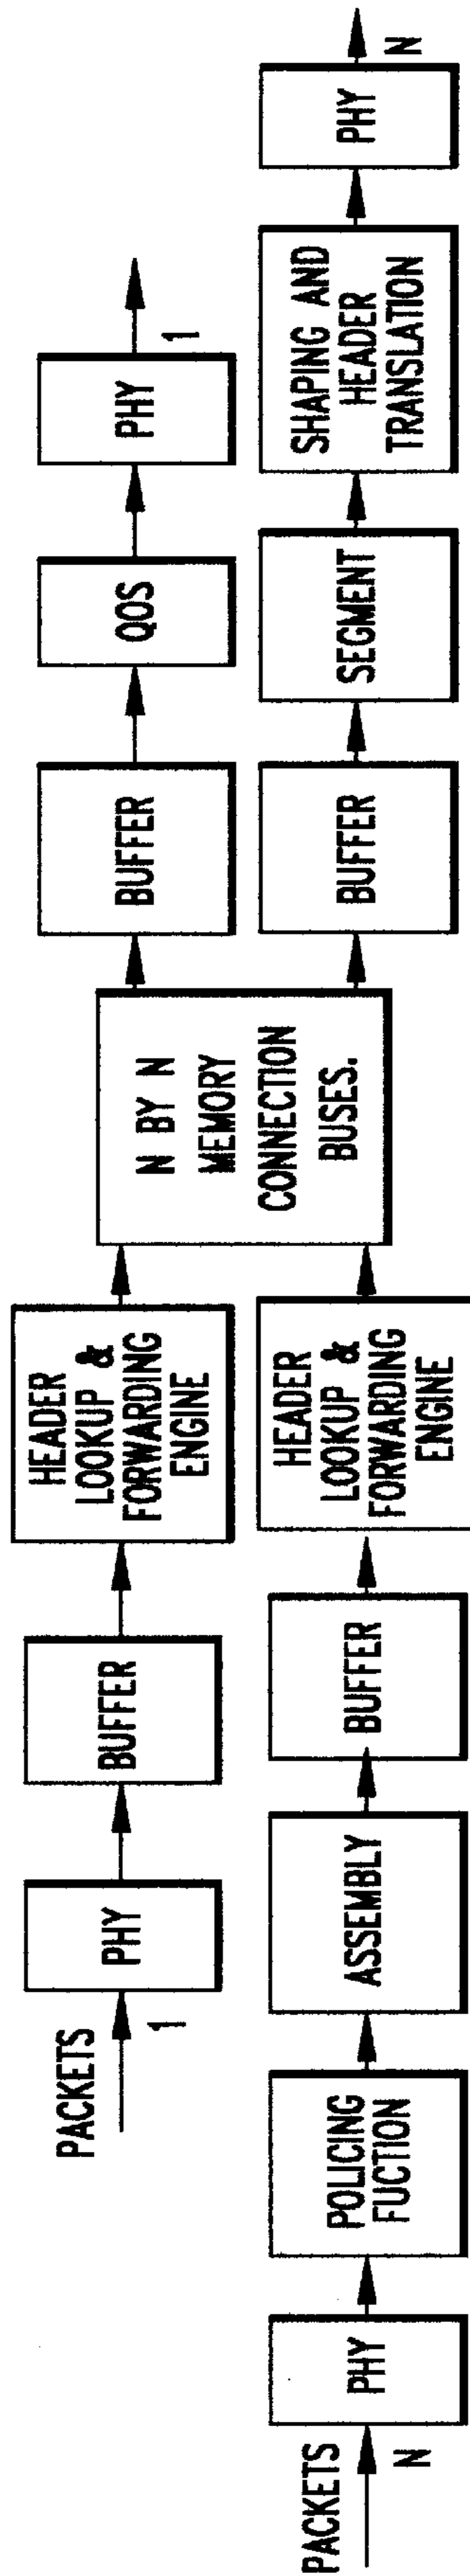 PACKETS
1
PHY
BUFFER
HEADER
LOOKUP &
FORWARDING
ENGINE
N BY N
MEMORY
CONNECTION
BUSES.
BUFFER
QOS
PHY
1
PACKETS
N
PHY
POLICING
FUCTION
ASSEMBLY
BUFFER
HEADER
LOOKUP &
FORWARDING
ENGINE
BUFFER
SEGMENT
SHAPING AND
HEADER
TRANSLATION
PHY
N